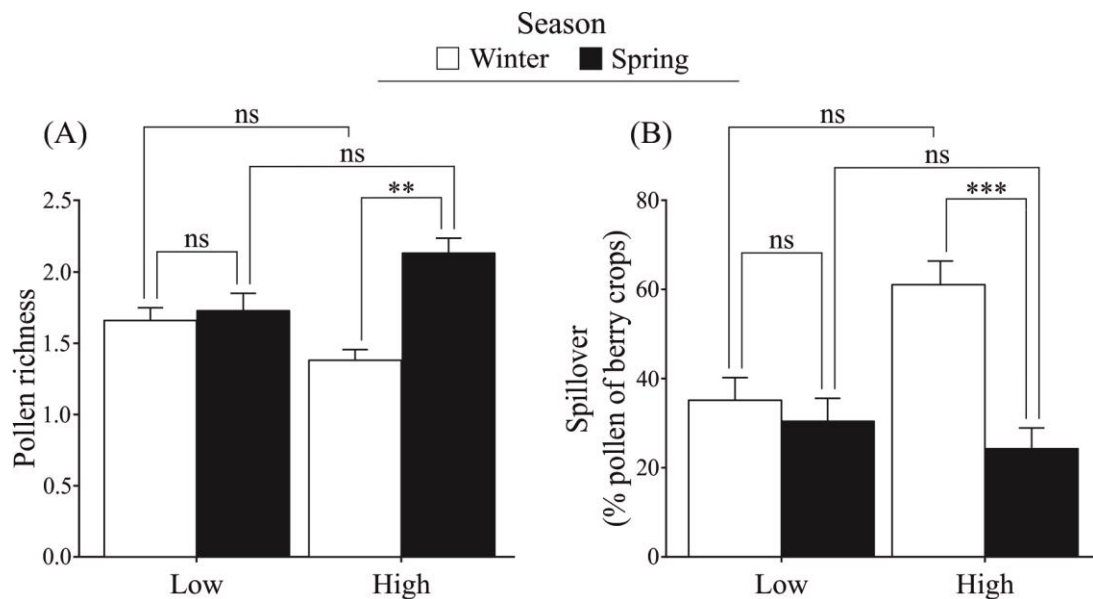 Season
Winter Spring
(A)
ns
ns
**
ns
Pollen richness
2.5
2.0
1.5
1.0
0.5
0.0
Low High
(B)
ns
ns
***
ns
Spillover
(% pollen of berry crops)
80
60
40
20
0
Low High